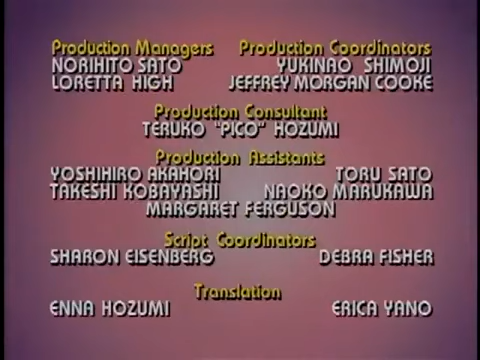 Production Managers Production Coordinators
NORIHITO SATO YUKINAO SHIMOJI
LORETTA HIGH JEFFREY MORGAN COOKE
Production Consultant
TERUKO "PICO" HOZUMI
Production Assistants
YOSHIHIRO AKAHORI TORU SATO
TAKESHI KOBAYASHI NAOKO MARUKAWA
MARGARET FERGUSON
Script Coordinators
SHARON EISENBERG DEBRA FISHER
Translation
ENNA HOZUMI ERICA YANO